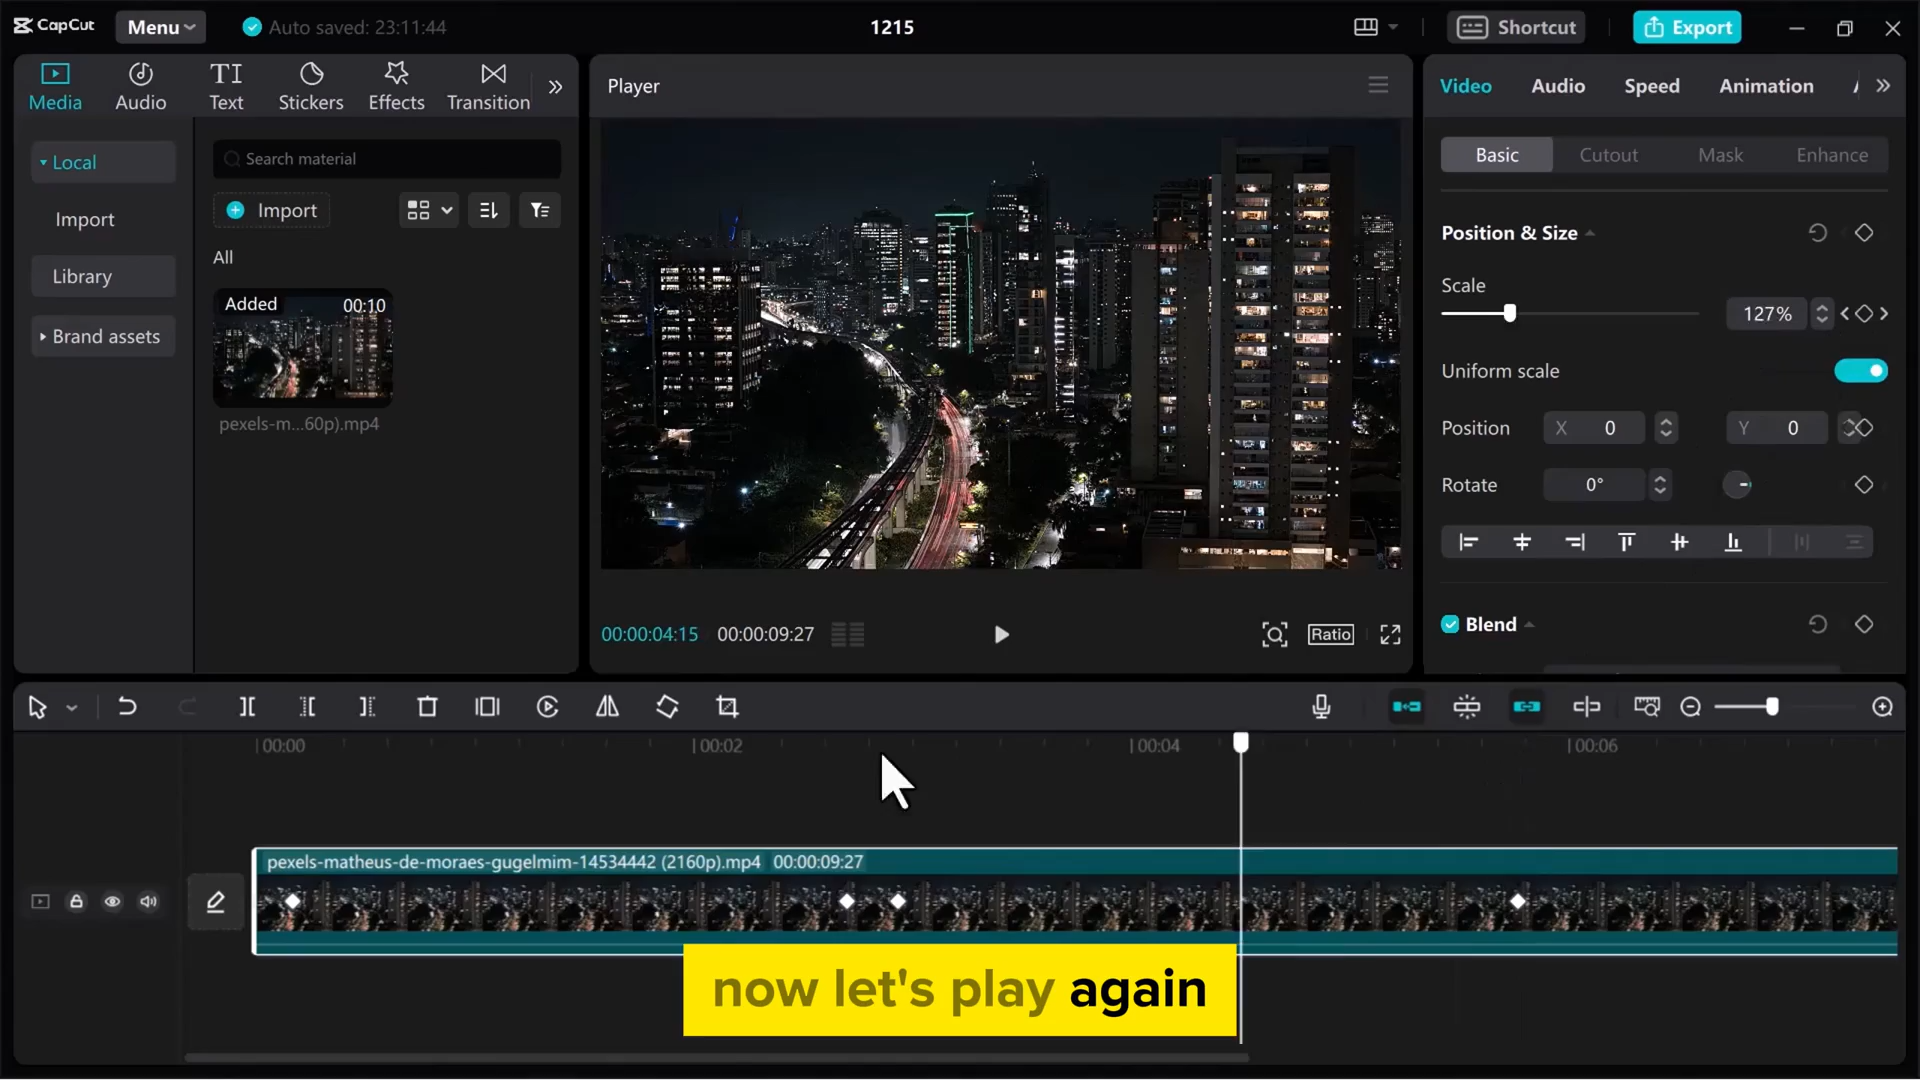 CapCut
Menu
Auto saved: 23:11:44
1215
Shortcut
Export
Media
Audio
Text
Stickers
Effects
Transition
Local
Import
Library
Brand assets
Search material
Import
All
Added
00:10
pexels-m...60p).mp4
Player
00:00:04:15
00:00:09:27
Ratio
Video
Audio
Speed
Animation
Basic
Cutout
Mask
Enhance
Position & Size
Scale
127%
Uniform scale
Position
X 0
Y 0
Rotate
0°
Blend
00:00
00:02
00:04
00:06
pexels-matheus-de-moraes-gugelmim-14534442 (2160p).mp4 00:00:09:27
now let's play again